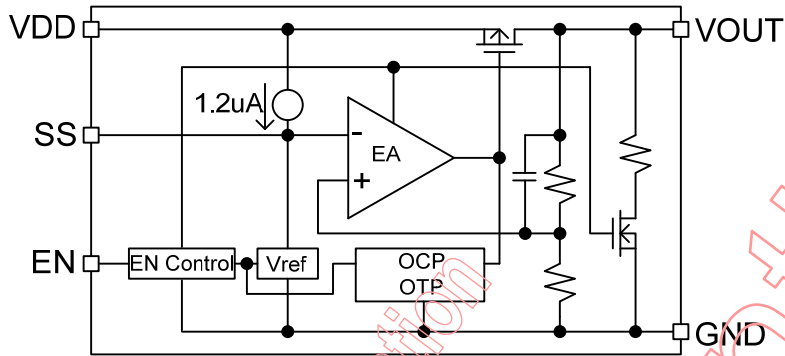 VDD
VOUT
1.2uA
SS
-
EA
+
EN
EN Control
Vref
OCP
OTP
GND